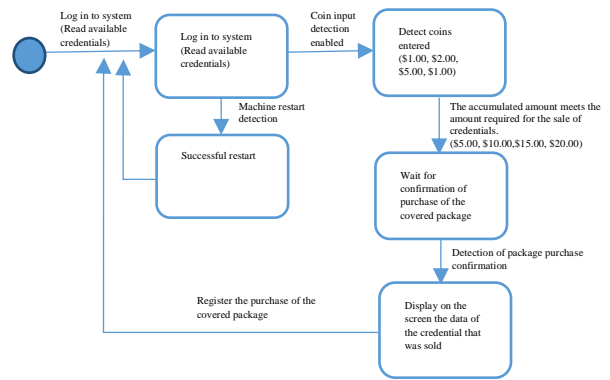 Log in to system
(Read available
credentials)
Log in to system
(Read available
credentials)
Coin input
detection
enabled
Detect coins
entered
($1.00, $2.00,
$5.00, $1.00)
Machine restart
detection
The accumulated amount meets the
amount required for the sale of
credentials.
($5.00, $10.00,$15.00, $20.00)
Successful restart
Wait for
confirmation of
purchase of the
covered package
Detection of package purchase
confirmation
Register the purchase of the
covered package
Display on the
screen the data of
the credential that
was sold